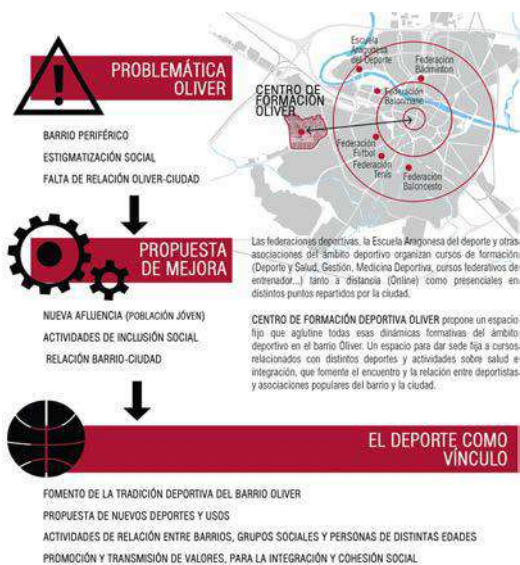 PROBLEMÁTICA
OLIVER
BARRIO PERIFÉRICO
ESTIGMATIZACIÓN SOCIAL
FALTA DE RELACIÓN OLIVER-CIUDAD
Escuela
Aragonesa
del Deporte
Federación
Bádminton
CENTRO DE
FORMACIÓN
OLIVER
Federación
Balonmano
Federación
Fútbol
Federación
Tenis
Federación
Baloncesto
PROPUESTA
DE MEJORA
NUEVA AFLUENCIA (POBLACIÓN JÓVEN)
ACTIVIDADES DE INCLUSIÓN SOCIAL
RELACIÓN BARRIO-CIUDAD
Las federaciones deportivas, la Escuela Aragonesa del deporte y otras
asociaciones del ámbito deportivo organizan cursos de formación
(Deporte y Salud, Gestión, Medicina Deportiva, cursos federativos de
entrenador...) tanto a distancia (Online) como presenciales en
distintos puntos repartidos por la ciudad.
CENTRO DE FORMACIÓN DEPORTIVA OLIVER propone un espacio
fijo que aglutine todas esas dinámicas formativas del ámbito
deportivo en el barrio Oliver. Un espacio para dar sede fija a cursos
relacionados con distintos deportes y actividades sobre salud e
integración, que fomente el encuentro y la relación entre deportistas
y asociaciones populares del barrio y la ciudad.
EL DEPORTE COMO
VÍNCULO
FOMENTO DE LA TRADICIÓN DEPORTIVA DEL BARRIO OLIVER
PROPUESTA DE NUEVOS DEPORTES Y USOS
ACTIVIDADES DE RELACIÓN ENTRE BARRIOS, GRUPOS SOCIALES Y PERSONAS DE DISTINTAS EDADES
PROMOCIÓN Y TRANSMISIÓN DE VALORES, PARA LA INTEGRACIÓN Y COHESIÓN SOCIAL